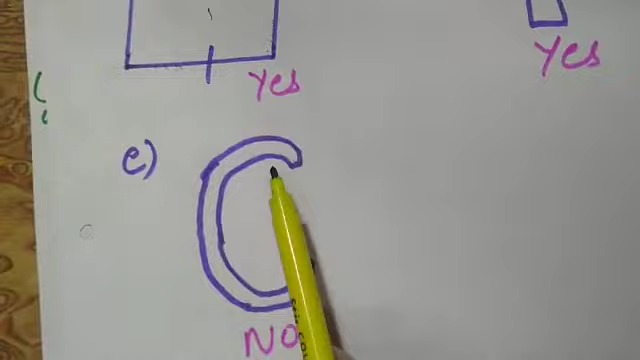 Yes
Yes
e)
NO